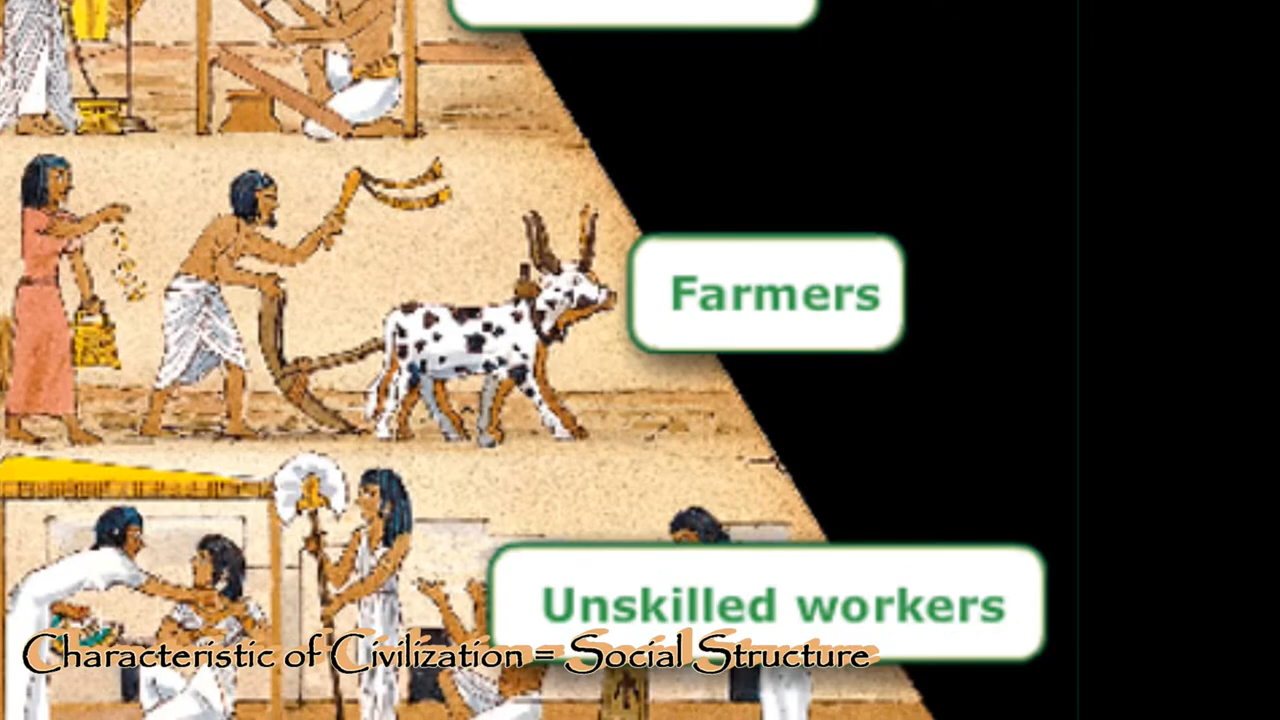 Farmers
Unskilled workers
Characteristic of Civilization = Social Structure